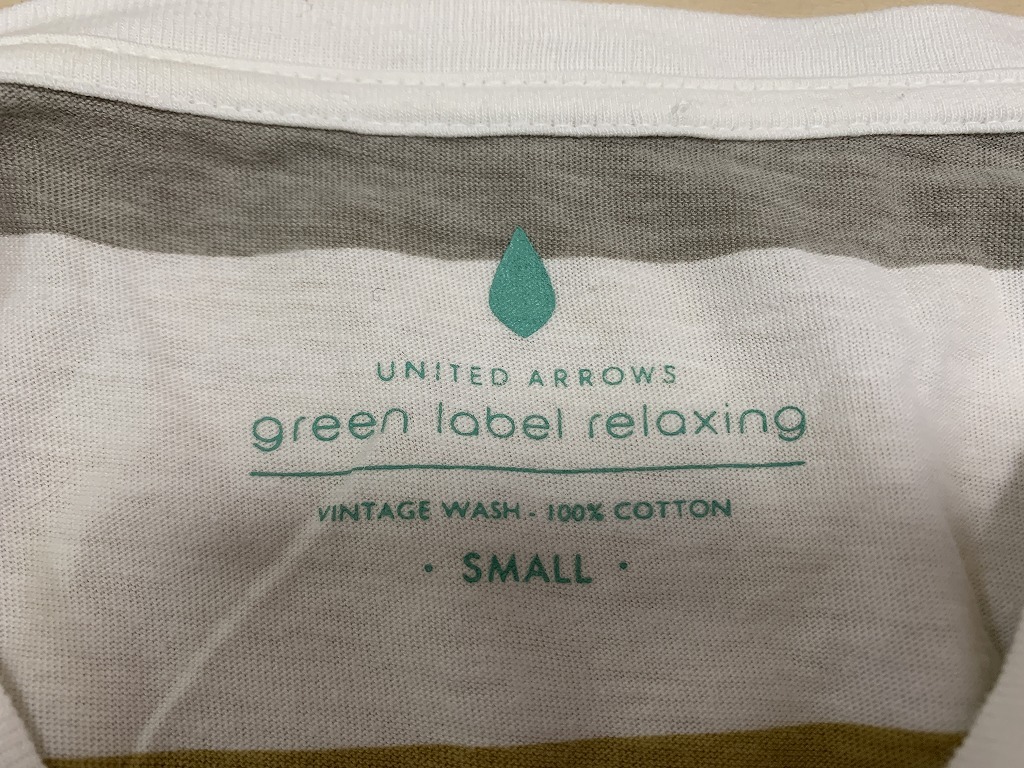 UNITED ARROWS
green label relaxing
VINTAGE WASH - 100% COTTON
· SMALL ·